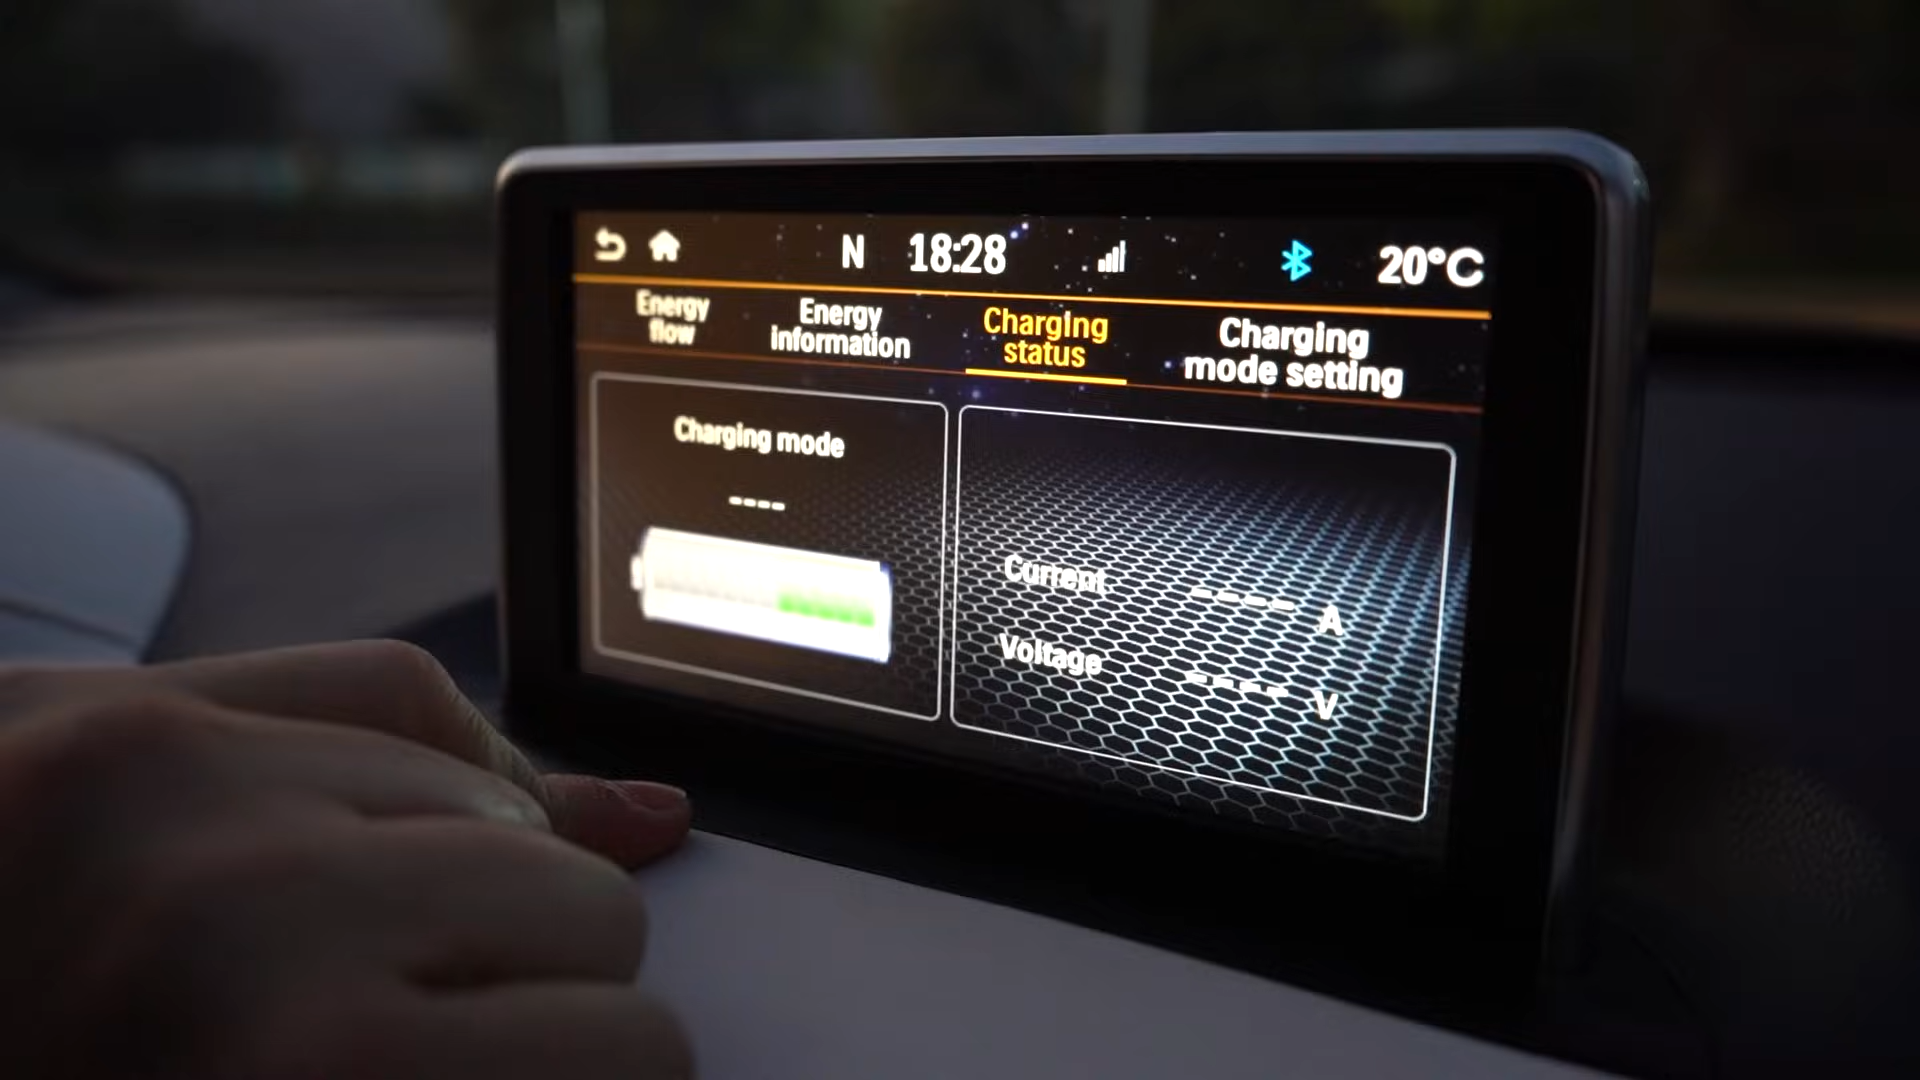 N 18:28 20°C
Energy
flow
Energy
information
Charging
status
Charging
mode setting
Charging mode
----
Current ---- A
Voltage ---- V